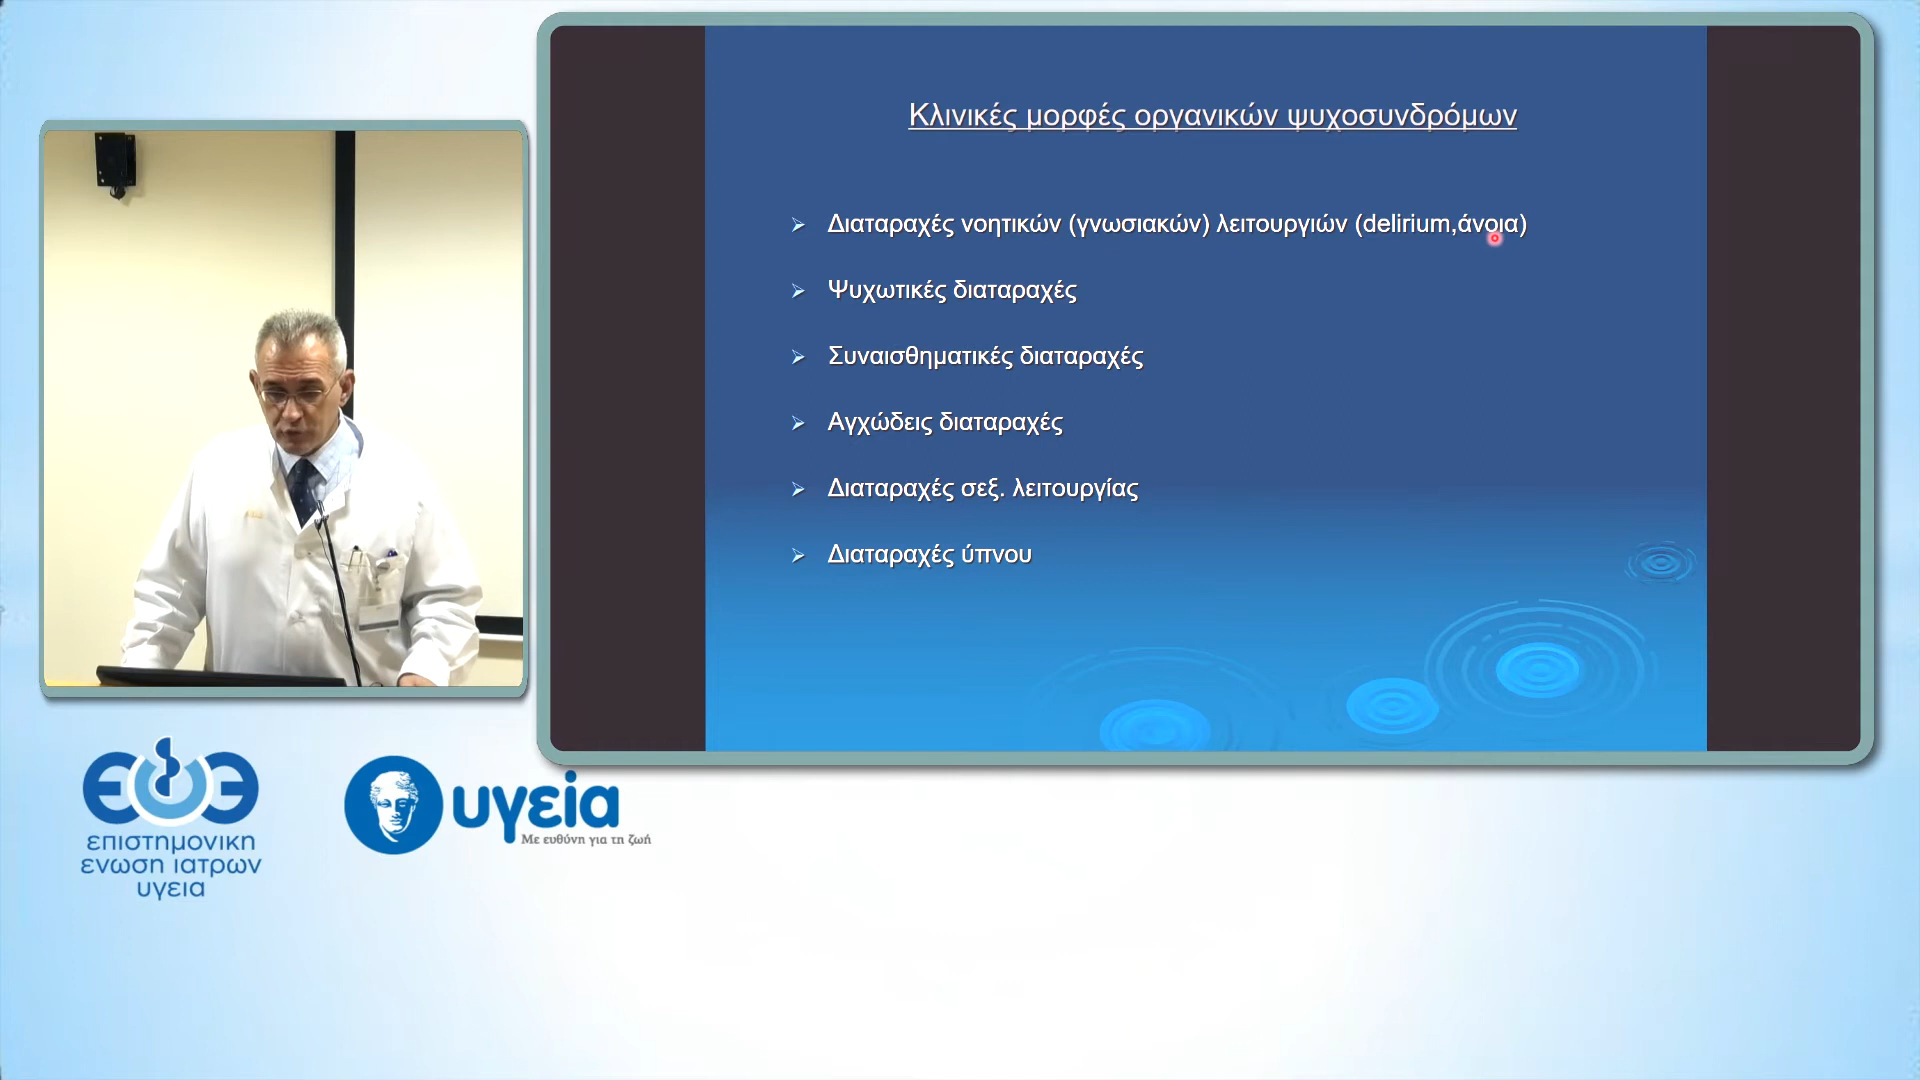 Κλινικές μορφές οργανικών ψυχοσυνδρόμων
Διαταραχές νοητικών (γνωσιακών) λειτουργιών (delirium,άνοια)
Ψυχωτικές διαταραχές
Συναισθηματικές διαταραχές
Αγχώδεις διαταραχές
Διαταραχές σεξ. λειτουργίας
Διαταραχές ύπνου
επιστημονικη
ενωση ιατρων
υγεια
υγεία
Με ευθύνη για τη ζωή